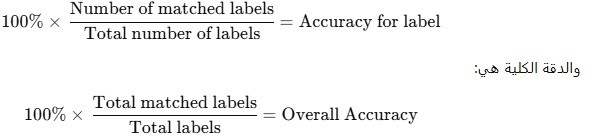 100% × Number of matched labels / Total number of labels = Accuracy for label
والدقة الكلية هي:
100% × Total matched labels / Total labels = Overall Accuracy